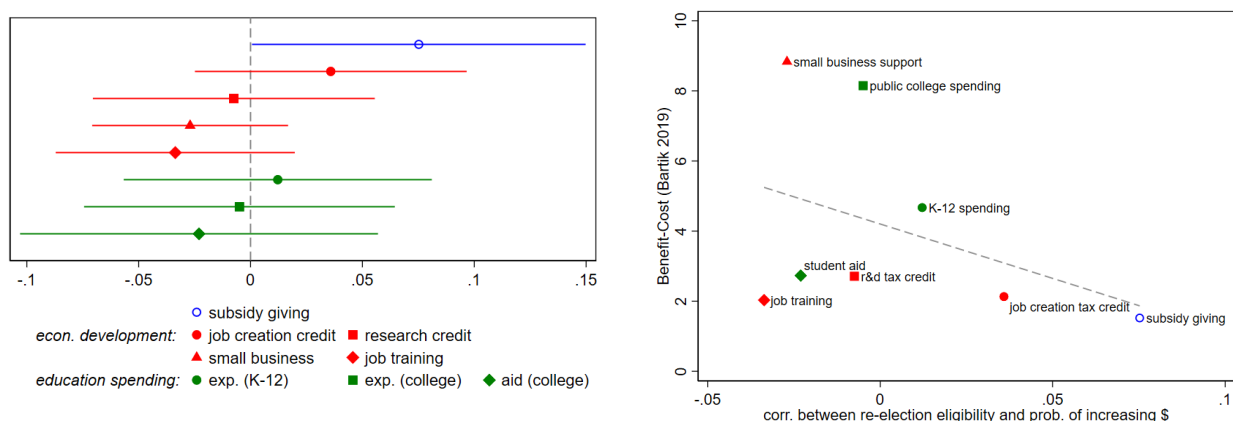 -.1 -.05 0 .05 .1 .15
subsidy giving
econ. development: job creation credit research credit
small business job training
education spending: exp. (K-12) exp. (college) aid (college)
Benefit-Cost (Bartik 2019)
10
8
6
4
2
0
small business support
public college spending
K-12 spending
student aid
r&d tax credit
job training
job creation tax credit
subsidy giving
-.05 0 .05 .1
corr. between re-election eligibility and prob. of increasing $